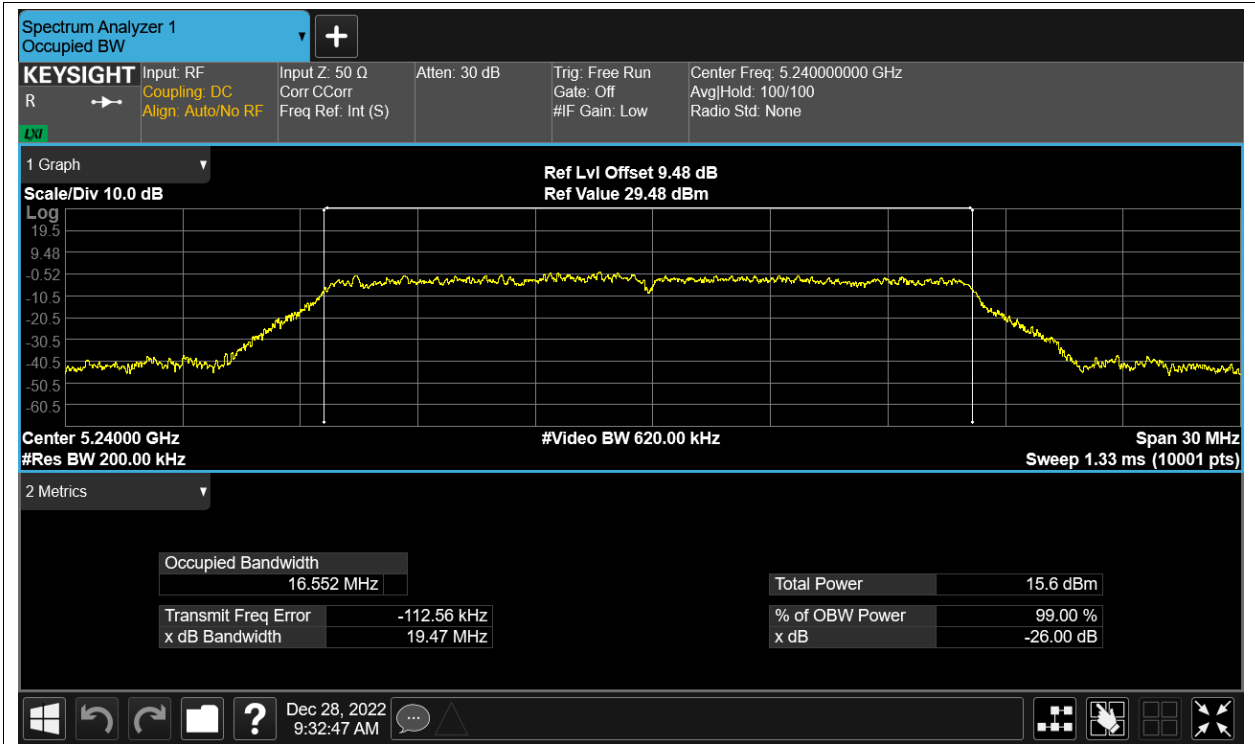 Spectrum Analyzer 1
Occupied BW
▼
+
KEYSIGHT
R
LXI
Input: RF
Coupling: DC
Align: Auto/No RF
Input Z: 50 Ω
Corr CCorr
Freq Ref: Int (S)
Atten: 30 dB
Trig: Free Run
Gate: Off
#IF Gain: Low
Center Freq: 5.240000000 GHz
Avg|Hold: 100/100
Radio Std: None
1 Graph ▼
Scale/Div 10.0 dB
Ref Lvl Offset 9.48 dB
Ref Value 29.48 dBm
Log
19.5
9.48
-0.52
-10.5
-20.5
-30.5
-40.5
-50.5
-60.5
Center 5.24000 GHz
#Res BW 200.00 kHz
#Video BW 620.00 kHz
Span 30 MHz
Sweep 1.33 ms (10001 pts)
2 Metrics ▼
Occupied Bandwidth
16.552 MHz
Transmit Freq Error -112.56 kHz
x dB Bandwidth 19.47 MHz
Total Power 15.6 dBm
% of OBW Power 99.00 %
x dB -26.00 dB
?
Dec 28, 2022
9:32:47 AM